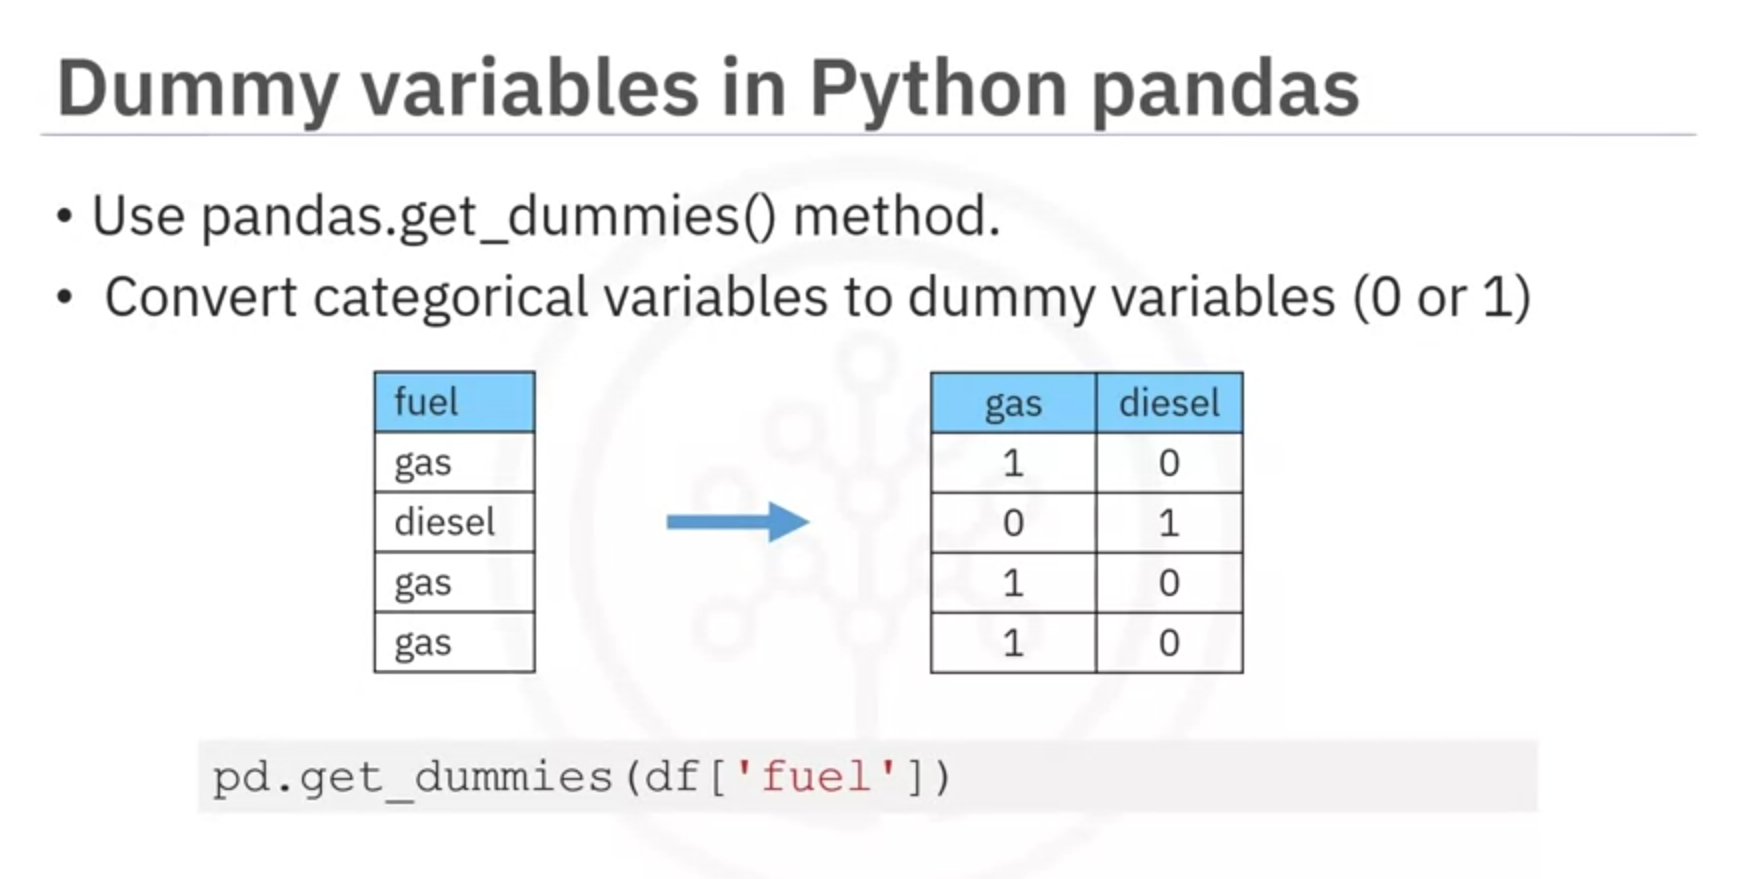 Dummy variables in Python pandas
• Use pandas.get_dummies() method.
• Convert categorical variables to dummy variables (0 or 1)
fuel
gas
diesel
gas
gas
gas diesel
1 0
0 1
1 0
1 0
pd.get_dummies(df['fuel'])